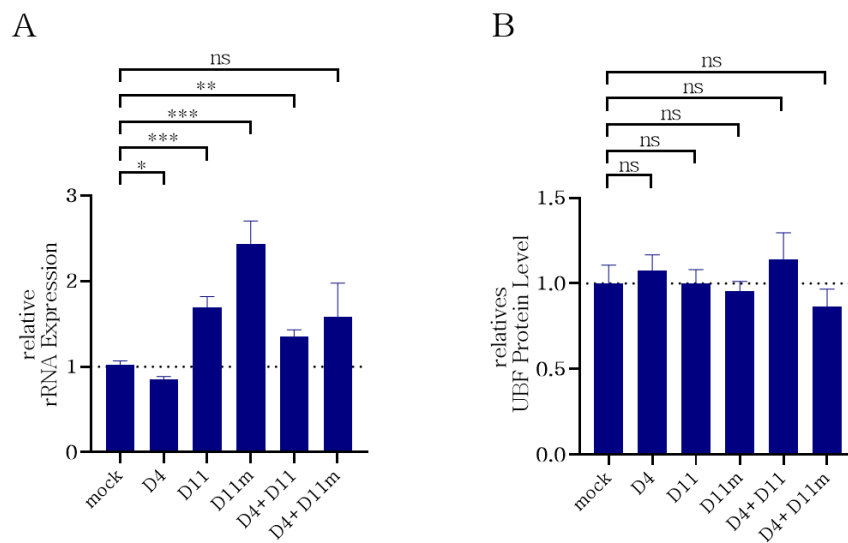 A
ns
**
***
***
*
3
2
1
0
relative
rRNA Expression
mock
D4
D11
D11m
D4+D11
D4+D11m
B
ns
ns
ns
ns
ns
1.5
1.0
0.5
0.0
relatives
UBF Protein Level
mock
D4
D11
D11m
D4+D11
D4+D11m